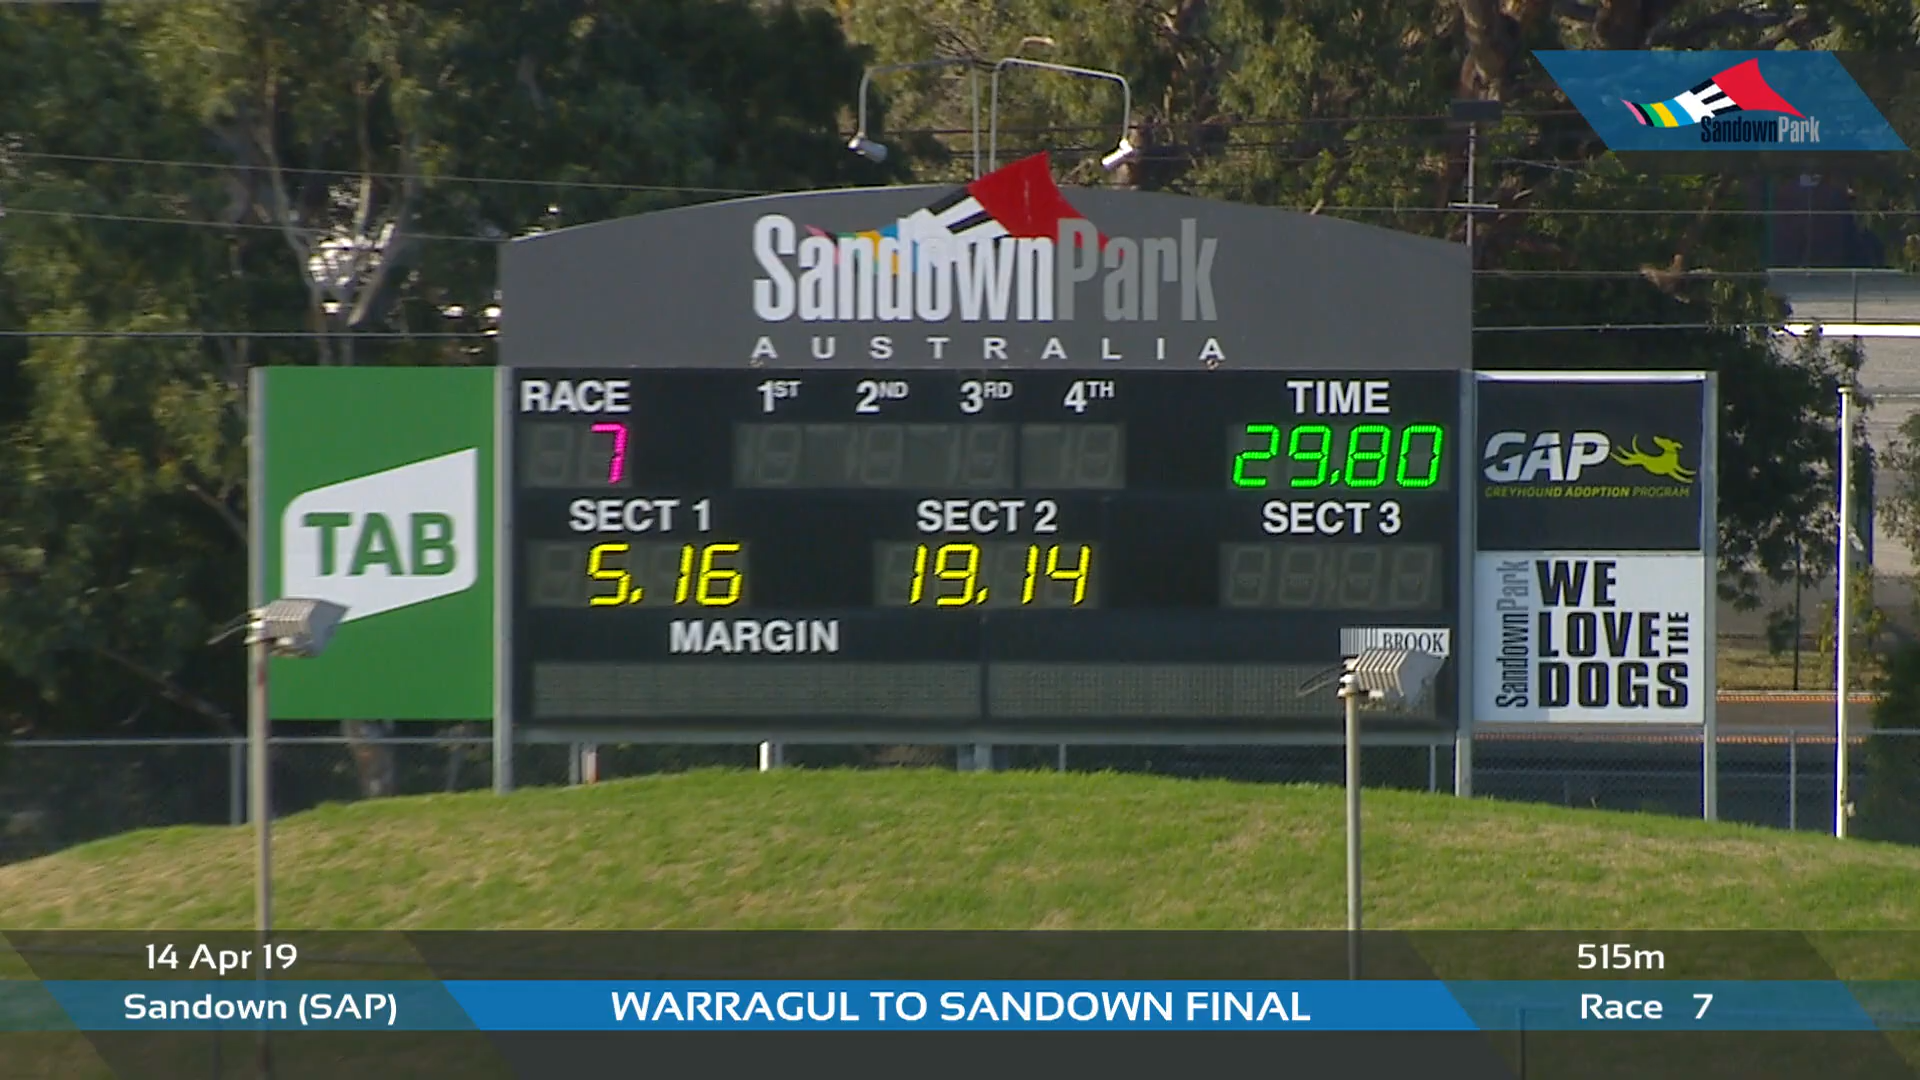 SandownPark
SandownPark
AUSTRALIA
RACE 1ST 2ND 3RD 4TH TIME
7 29.80
SECT 1 SECT 2 SECT 3
5.16 19.14
MARGIN
BROOK
TAB
GAP
GREYHOUND ADOPTION PROGRAM
SandownPark
WE
LOVE THE
DOGS
14 Apr 19
515m
Sandown (SAP)
WARRAGUL TO SANDOWN FINAL
Race 7